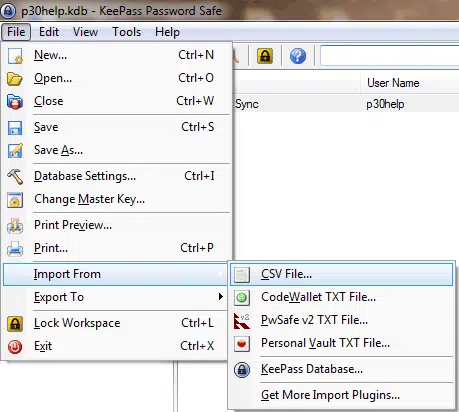 p30help.kdb - KeePass Password Safe
File Edit View Tools Help
New... Ctrl+N
Open... Ctrl+O
Close Ctrl+W
Save Ctrl+S
Save As...
Database Settings... Ctrl+I
Change Master Key...
Print Preview...
Print... Ctrl+P
Import From
Export To
Lock Workspace Ctrl+L
Exit Ctrl+X
User Name
Sync p30help
CSV File...
CodeWallet TXT File...
v2 PwSafe v2 TXT File...
Personal Vault TXT File...
KeePass Database...
Get More Import Plugins...